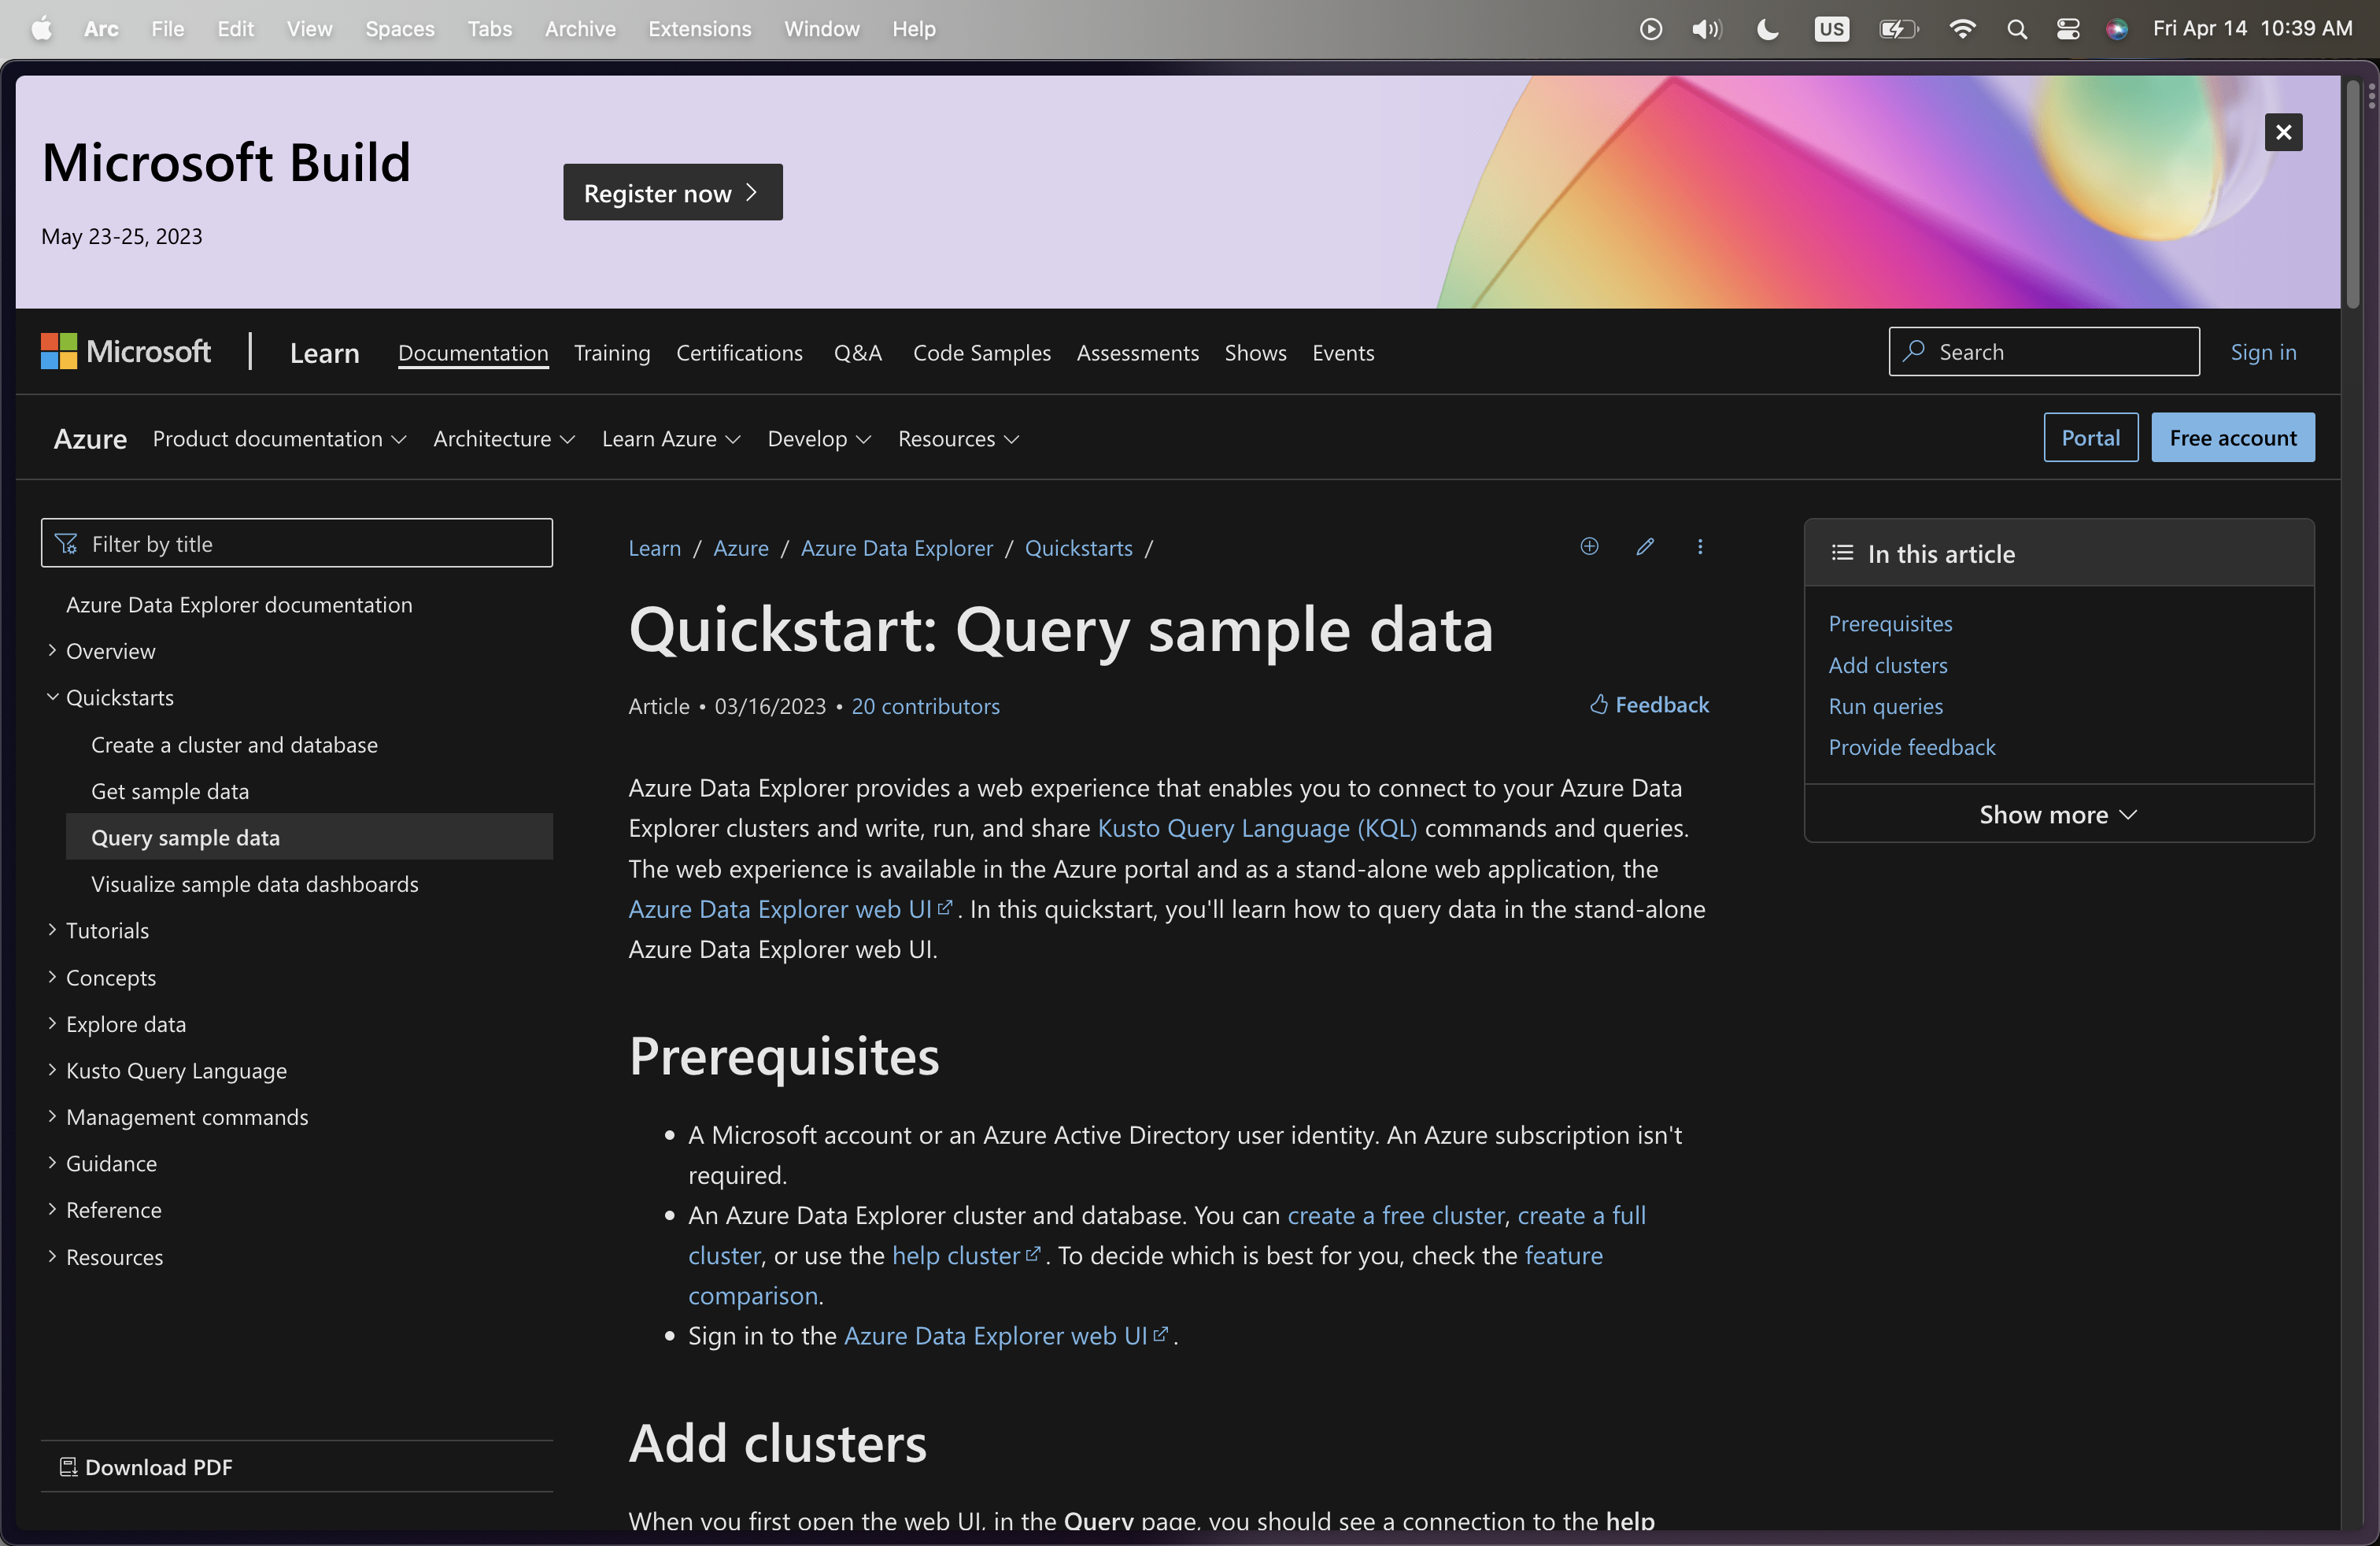 Arc File Edit View Spaces Tabs Archive Extensions Window Help
US Fri Apr 14 10:39 AM
Microsoft Build
May 23-25, 2023
Register now
Microsoft Learn Documentation Training Certifications Q&A Code Samples Assessments Shows Events
Search
Sign in
Azure Product documentation Architecture Learn Azure Develop Resources
Portal
Free account
Filter by title
Azure Data Explorer documentation
Overview
Quickstarts
Create a cluster and database
Get sample data
Query sample data
Visualize sample data dashboards
Tutorials
Concepts
Explore data
Kusto Query Language
Management commands
Guidance
Reference
Resources
Download PDF
Learn / Azure / Azure Data Explorer / Quickstarts /
Quickstart: Query sample data
Article • 03/16/2023 • 20 contributors
Feedback
Azure Data Explorer provides a web experience that enables you to connect to your Azure Data
Explorer clusters and write, run, and share Kusto Query Language (KQL) commands and queries.
The web experience is available in the Azure portal and as a stand-alone web application, the
Azure Data Explorer web UI. In this quickstart, you'll learn how to query data in the stand-alone
Azure Data Explorer web UI.
Prerequisites
• A Microsoft account or an Azure Active Directory user identity. An Azure subscription isn't
required.
• An Azure Data Explorer cluster and database. You can create a free cluster, create a full
cluster, or use the help cluster. To decide which is best for you, check the feature
comparison.
• Sign in to the Azure Data Explorer web UI.
Add clusters
When you first open the web UI, in the Query page, you should see a connection to the help
In this article
Prerequisites
Add clusters
Run queries
Provide feedback
Show more